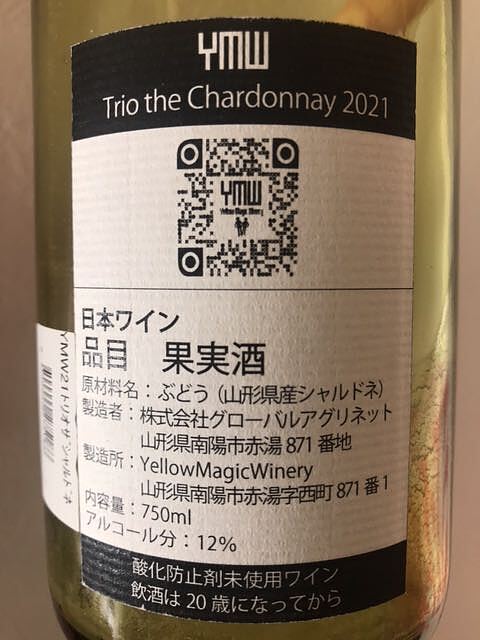 YMW
Trio the Chardonnay 2021
YMW
日本ワイン
品目　果実酒
原材料名：ぶどう（山形県産シャルドネ）
製造者：株式会社グローバルアグリネット
山形県南陽市赤湯 871 番地
製造所：YellowMagicWinery
山形県南陽市赤湯字西町 871 番 1
内容量：750ml
アルコール分：12%
酸化防止剤未使用ワイン
飲酒は 20 歳になってから
YMW21トリオザシャルドネ